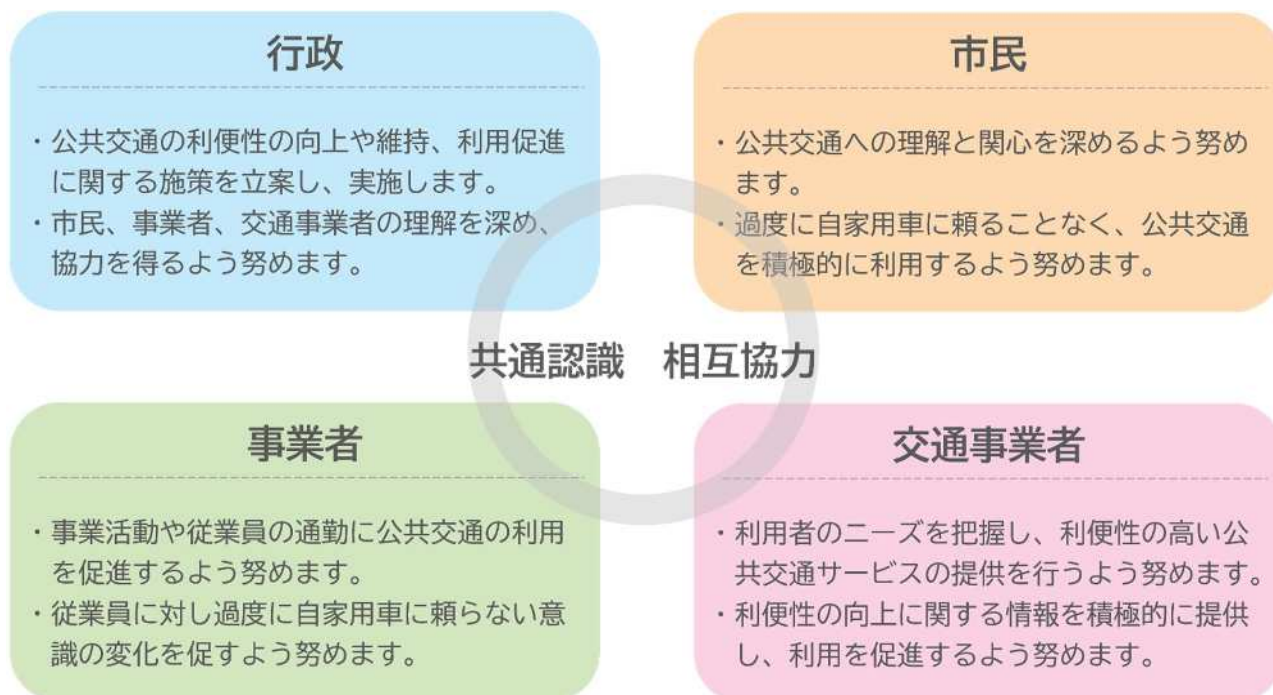 行政
・公共交通の利便性の向上や維持、利用促進
に関する施策を立案し、実施します。
・市民、事業者、交通事業者の理解を深め、
協力を得るよう努めます。
市民
・公共交通への理解と関心を深めるよう努め
ます。
・過度に自家用車に頼ることなく、公共交通
を積極的に利用するよう努めます。
共通認識　相互協力
事業者
・事業活動や従業員の通勤に公共交通の利用
を促進するよう努めます。
・従業員に対し過度に自家用車に頼らない意
識の変化を促すよう努めます。
交通事業者
・利用者のニーズを把握し、利便性の高い公
共交通サービスの提供を行うよう努めます。
・利便性の向上に関する情報を積極的に提供
し、利用を促進するよう努めます。